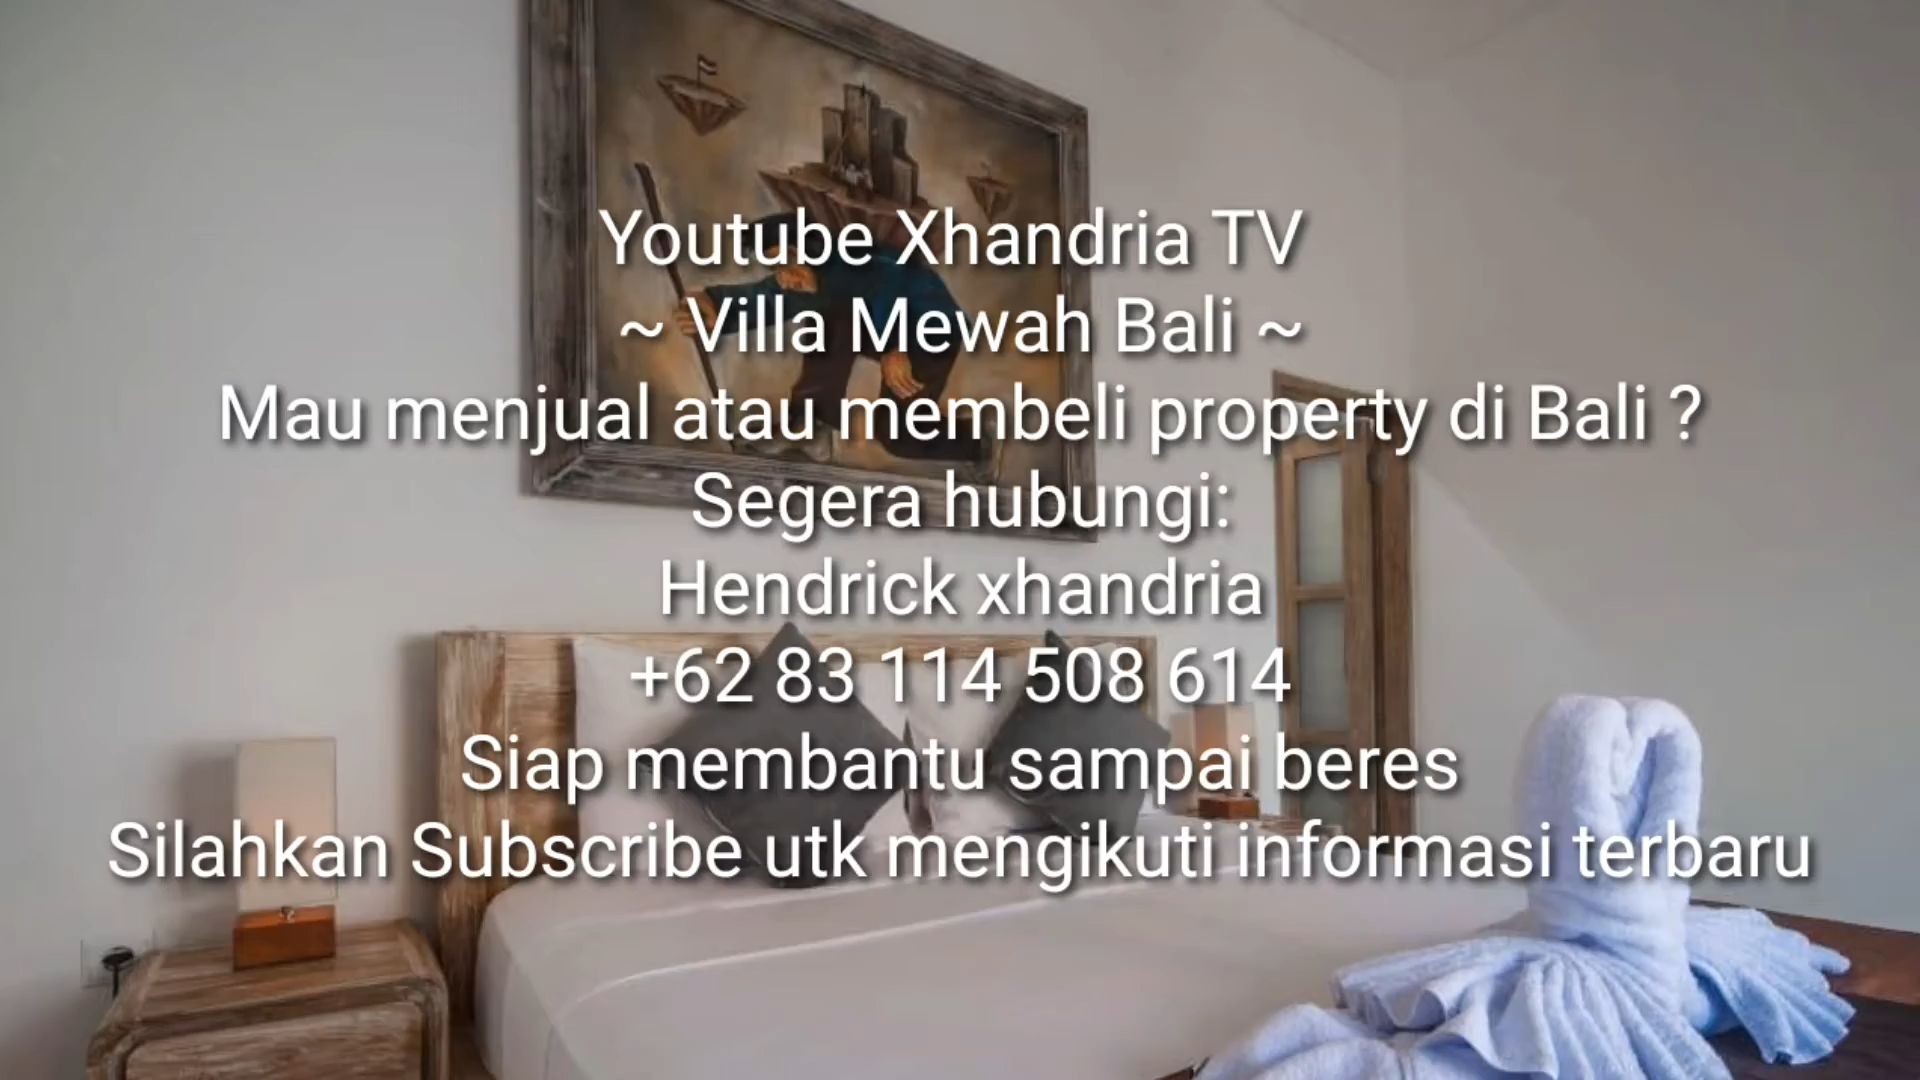 Youtube Xhandria TV
~ Villa Mewah Bali ~
Mau menjual atau membeli property di Bali ?
Segera hubungi:
Hendrick xhandria
+62 83 114 508 614
Siap membantu sampai beres
Silahkan Subscribe utk mengikuti informasi terbaru